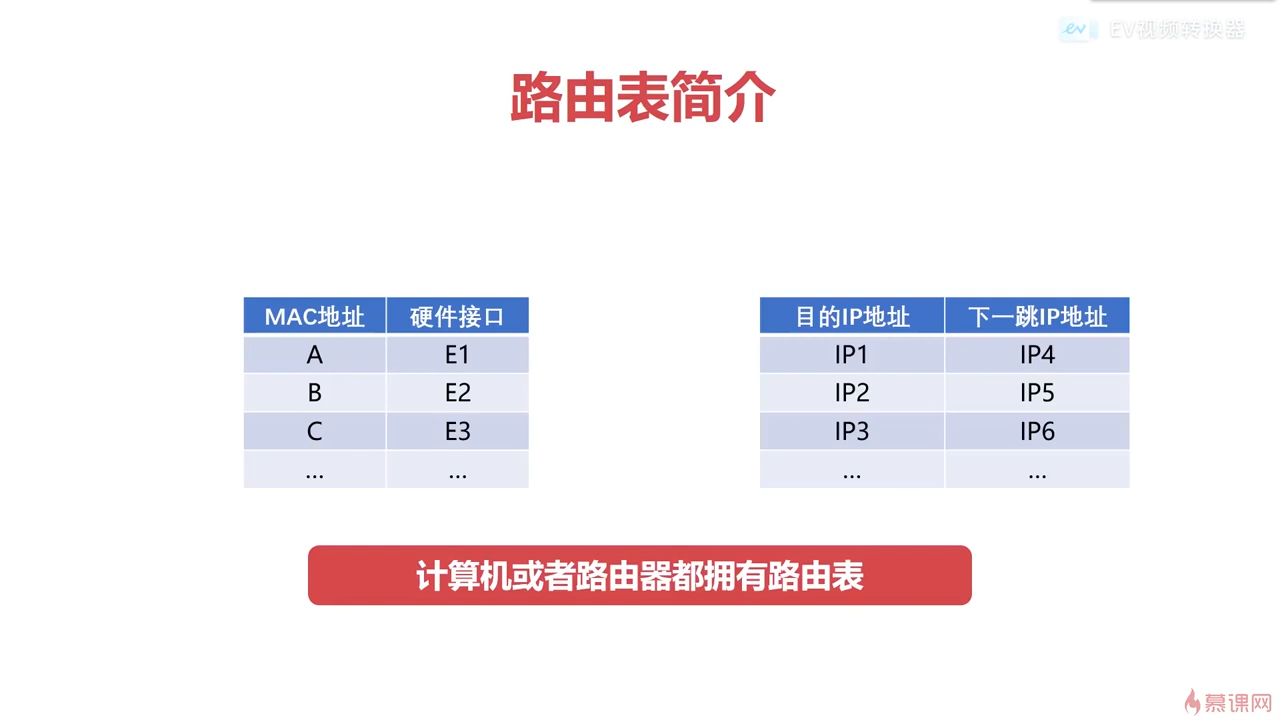 EV视频转换器
路由表简介
MAC地址 硬件接口
A E1
B E2
C E3
... ...
目的IP地址 下一跳IP地址
IP1 IP4
IP2 IP5
IP3 IP6
... ...
计算机或者路由器都拥有路由表
慕课网